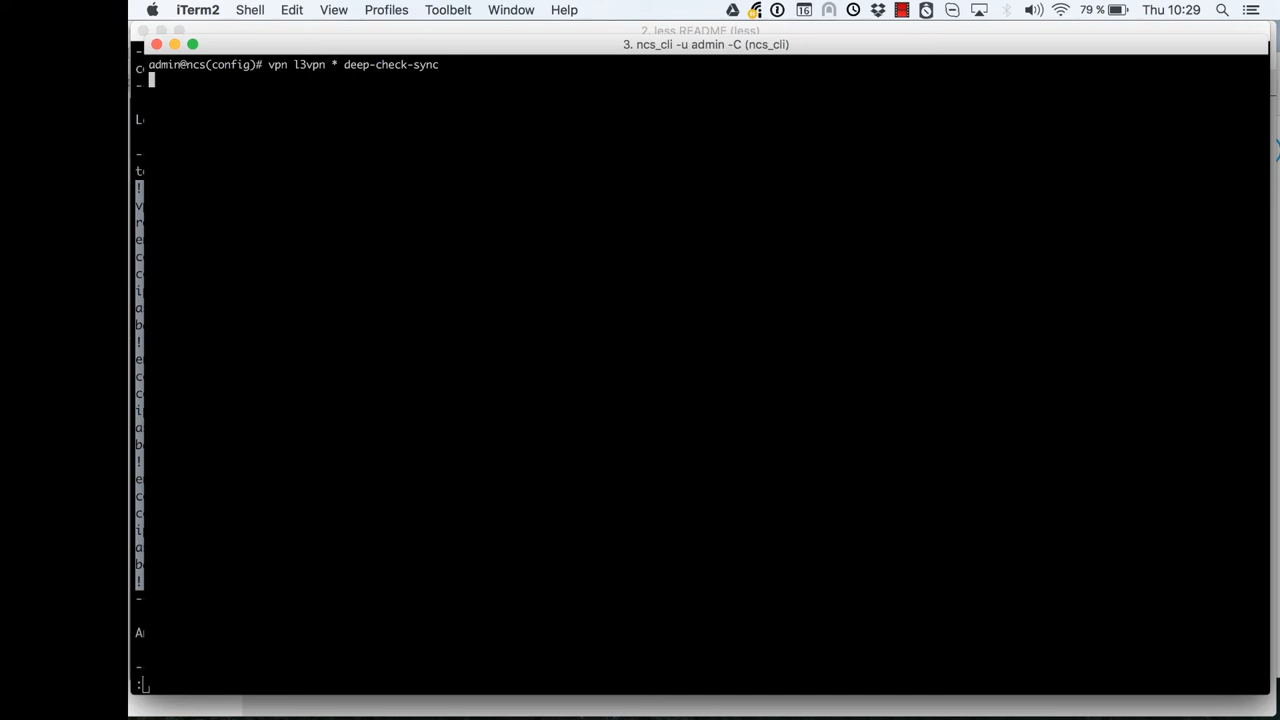 iTerm2 Shell Edit View Profiles Toolbelt Window Help 16 79 % Thu 10:29
2. less README (less)
3. ncs_cli -u admin -C (ncs_cli)
admin@ncs(config)# vpn l3vpn * deep-check-sync
-
-
-
!
!
!
!
-
-
: